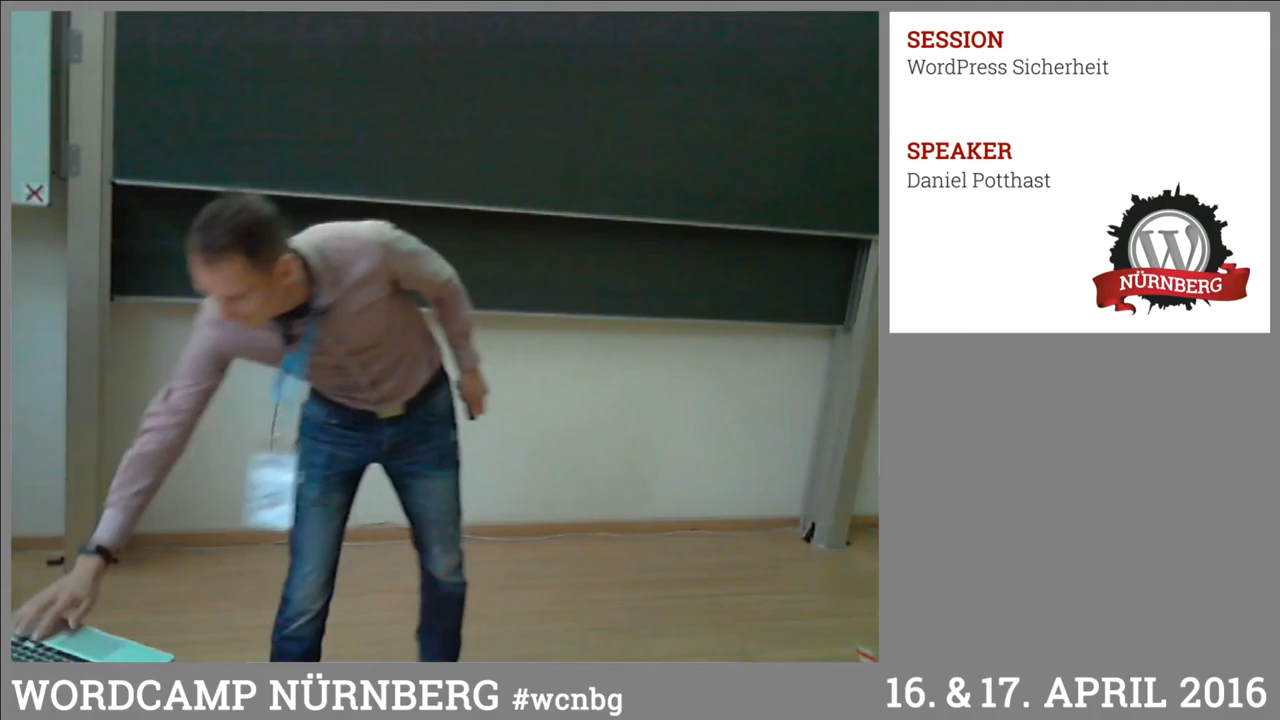 SESSION
WordPress Sicherheit
SPEAKER
Daniel Potthast
W
NÜRNBERG
WORDCAMP NÜRNBERG #wcnbg
16. & 17. APRIL 2016